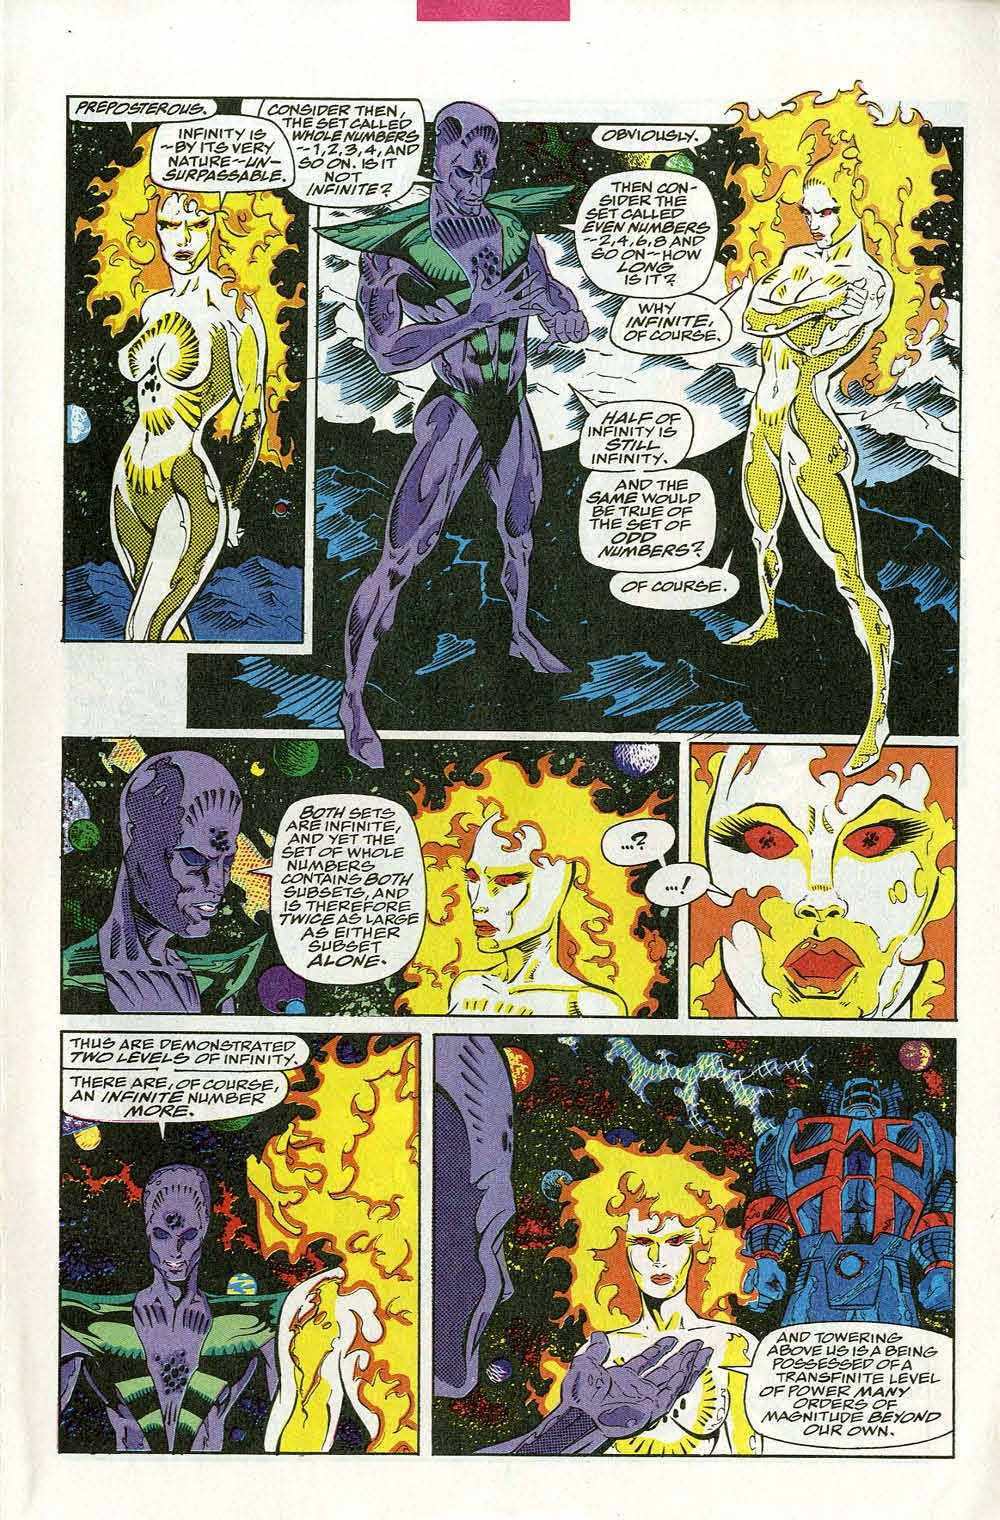 PREPOSTEROUS.
INFINITY IS
~BY ITS VERY
NATURE~UN-
SURPASSABLE.
CONSIDER THEN,
THE SET CALLED
WHOLE NUMBERS
~1, 2, 3, 4, AND
SO ON. IS IT
NOT
INFINITE?
OBVIOUSLY.
THEN CON-
SIDER THE
SET CALLED
EVEN NUMBERS
~2, 4, 6, 8 AND
SO ON~HOW
LONG
IS IT?
WHY
INFINITE,
OF COURSE.
HALF OF
INFINITY IS
STILL
INFINITY.
AND THE
SAME WOULD
BE TRUE OF
THE SET OF
ODD
NUMBERS?
OF COURSE.
BOTH SETS
ARE INFINITE,
AND YET THE
SET OF WHOLE
NUMBERS
CONTAINS BOTH
SUBSETS, AND
IS THEREFORE
TWICE AS LARGE
AS EITHER
SUBSET
ALONE.
...?
...!
THUS ARE DEMONSTRATED
TWO LEVELS OF INFINITY.
THERE ARE, OF COURSE,
AN INFINITE NUMBER
MORE.
AND TOWERING
ABOVE US IS A BEING
POSSESSED OF A
TRANSFINITE LEVEL
OF POWER MANY
ORDERS OF
MAGNITUDE BEYOND
OUR OWN.